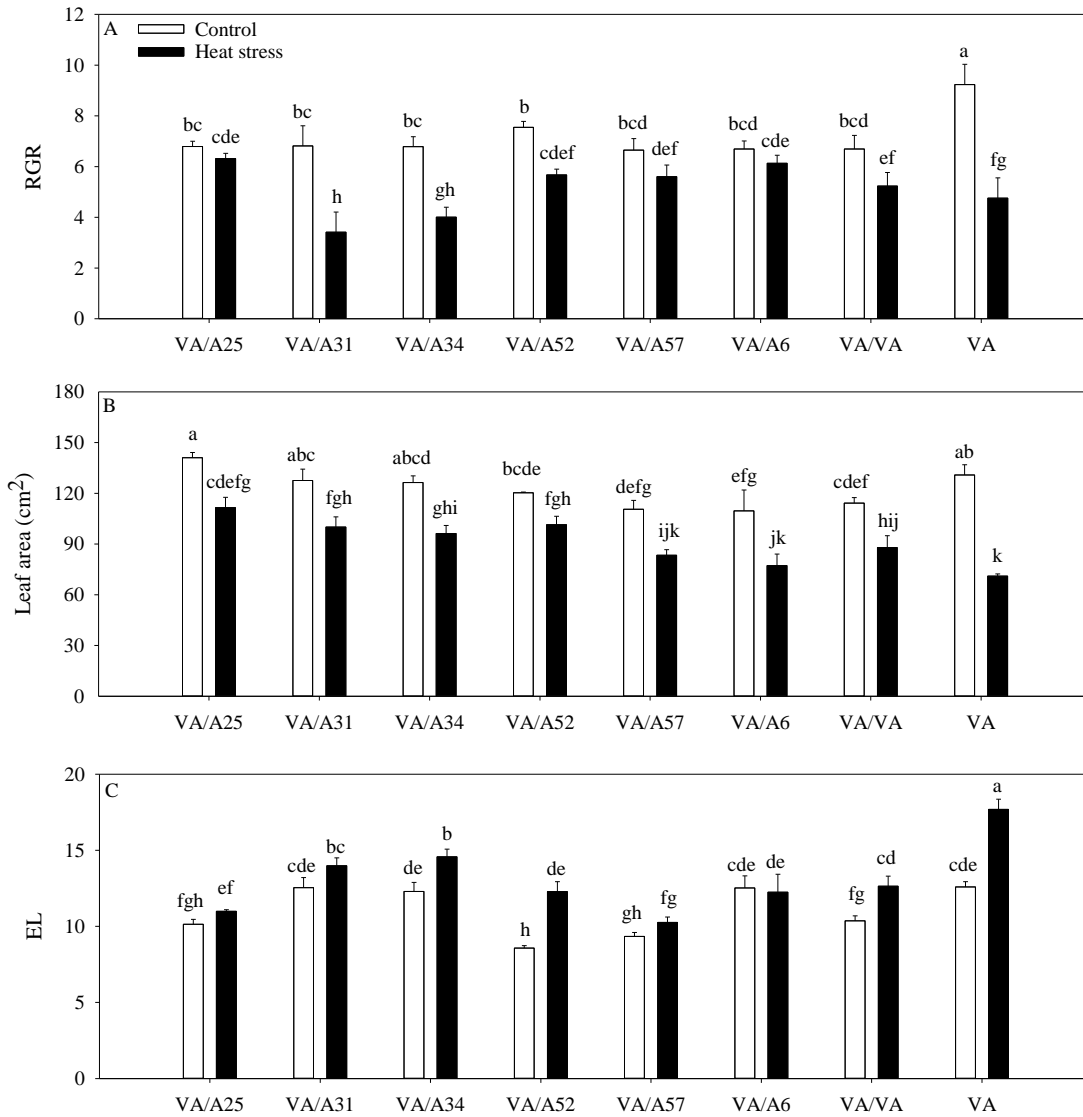 A
Control
Heat stress
RGR
12
10
8
6
4
2
0
bc cde bc h bc gh b cdef bcd def bcd cde bcd ef a fg
VA/A25 VA/A31 VA/A34 VA/A52 VA/A57 VA/A6 VA/VA VA
B
Leaf area (cm²)
180
150
120
90
60
30
0
a cdefg abc fgh abcd ghi bcde fgh defg ijk efg jk cdef hij ab k
VA/A25 VA/A31 VA/A34 VA/A52 VA/A57 VA/A6 VA/VA VA
C
EL
20
15
10
5
0
fgh ef cde bc de b h de gh fg cde de fg cd cde a
VA/A25 VA/A31 VA/A34 VA/A52 VA/A57 VA/A6 VA/VA VA